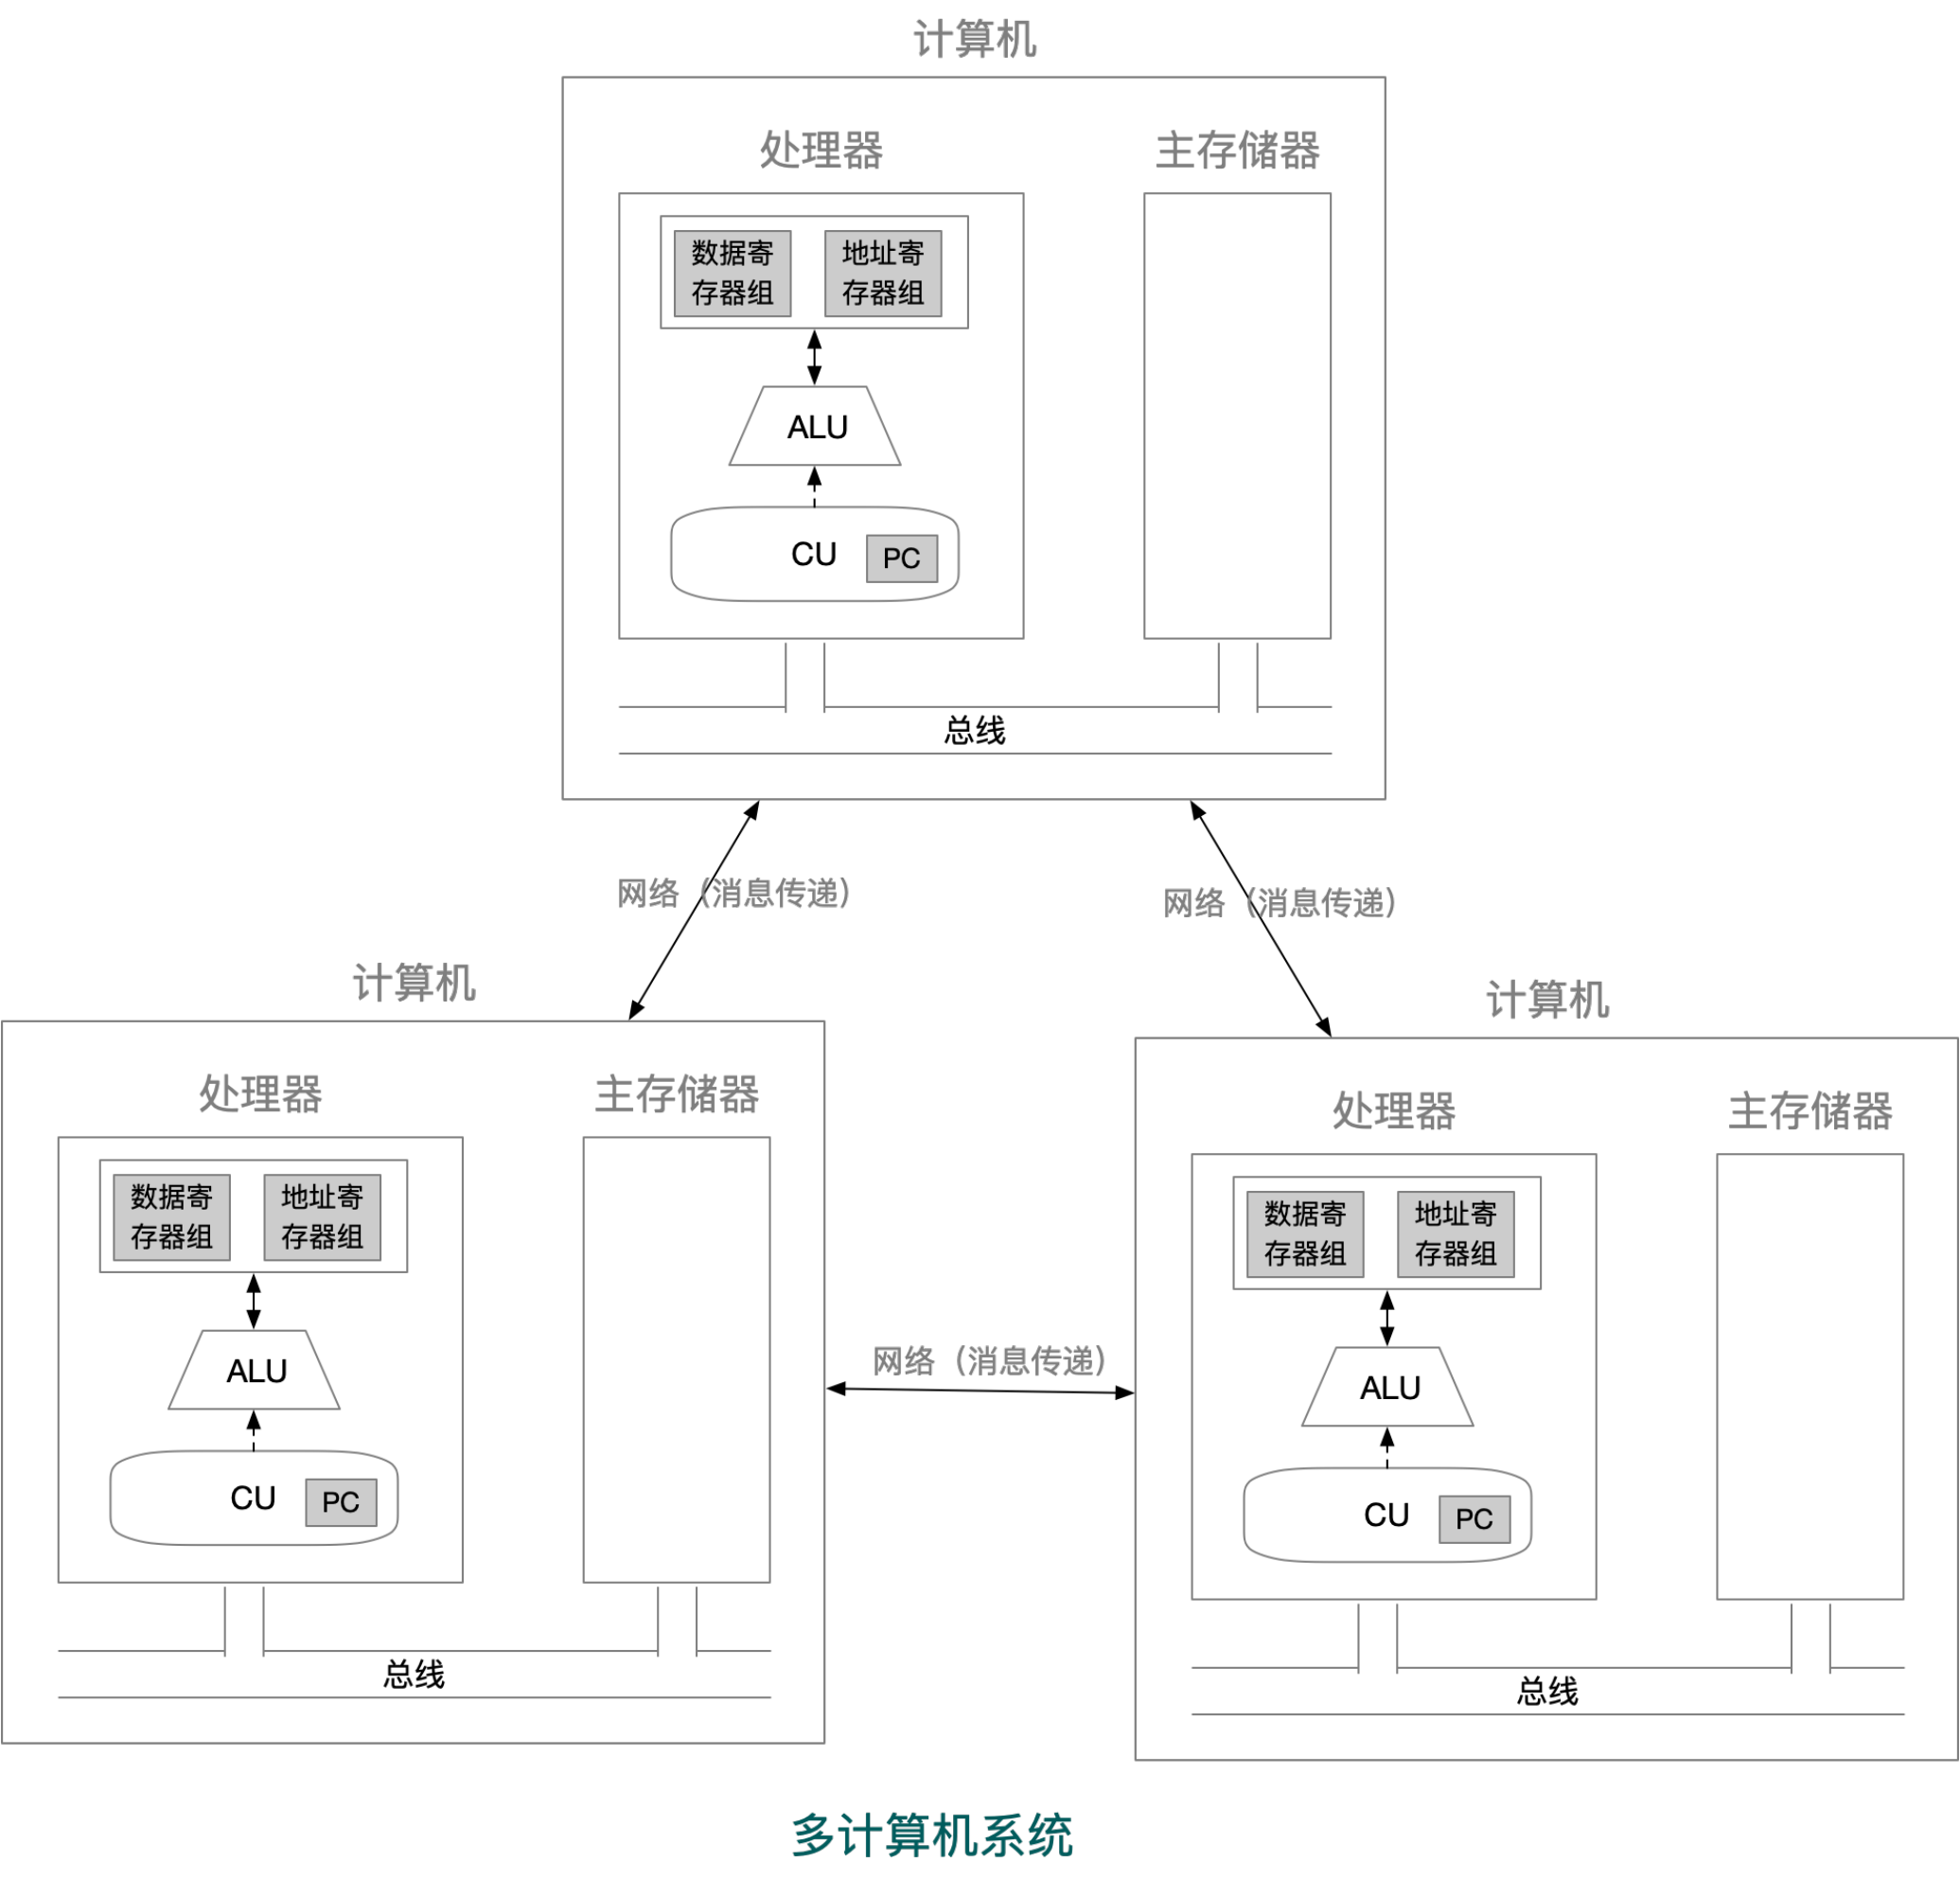 计算机
处理器
主存储器
数据寄
存器组
地址寄
存器组
ALU
CU
PC
总线
网络（消息传递）
网络（消息传递）
计算机
处理器
主存储器
数据寄
存器组
地址寄
存器组
ALU
CU
PC
总线
网络（消息传递）
计算机
处理器
主存储器
数据寄
存器组
地址寄
存器组
ALU
CU
PC
总线
多计算机系统